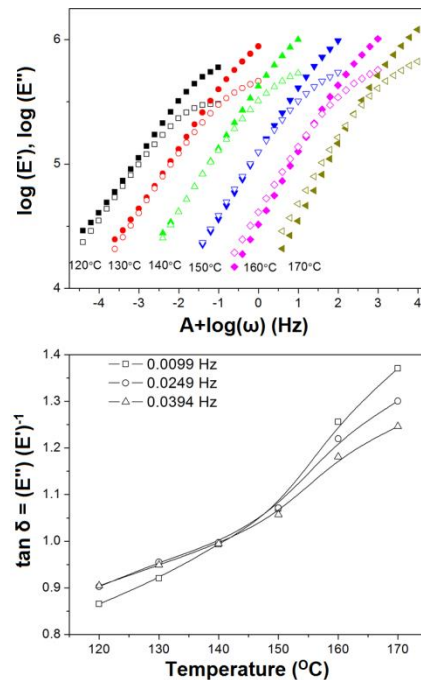 log (E'), log (E'')
6
5
4
120°C 130°C 140°C 150°C 160°C 170°C
-4 -3 -2 -1 0 1 2 3 4
A+log(ω) (Hz)
tan δ = (E'') (E')-1
1.4
1.3
1.2
1.1
1.0
0.9
0.8
0.0099 Hz
0.0249 Hz
0.0394 Hz
120 130 140 150 160 170
Temperature (OC)